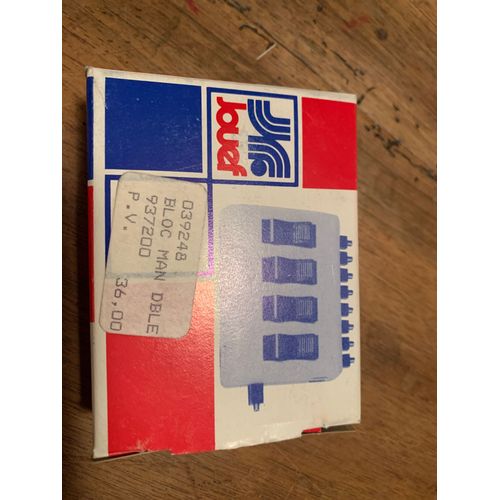 Jouef
039248
BLOC MAN DBLE
937200
P.V. 36,00